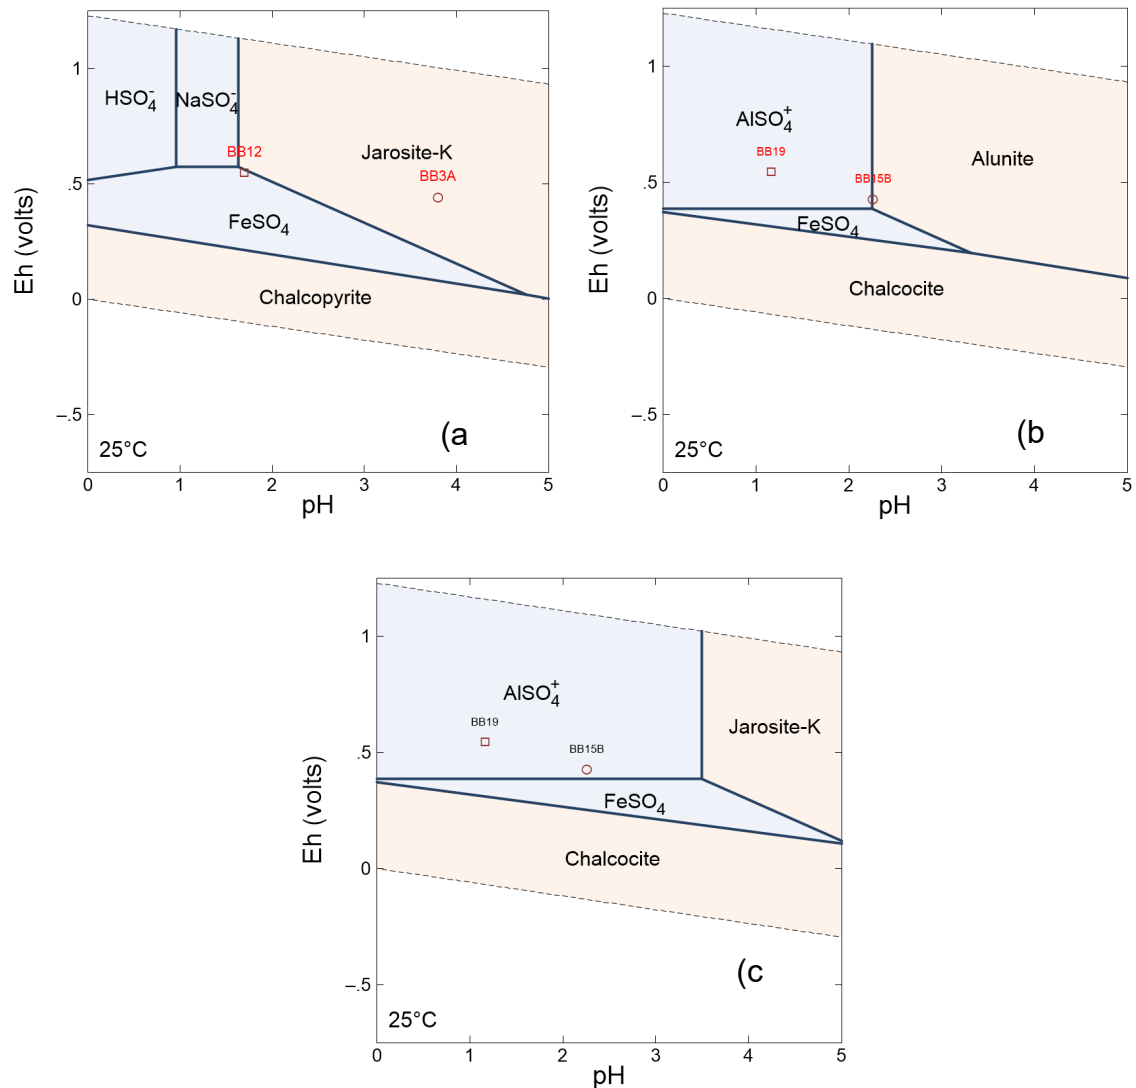 1
HSO₄⁻
NaSO₄⁻
BB12
Jarosite-K
BB3A
.5
FeSO₄
Eh (volts)
Chalcopyrite
0
–.5
25°C
(a
0 1 2 3 4 5
pH
1
AlSO₄⁺
BB19
Alunite
BB15B
.5
FeSO₄
Eh (volts)
Chalcocite
0
–.5
25°C
(b
0 1 2 3 4 5
pH
1
AlSO₄⁺
BB19
Jarosite-K
BB15B
.5
FeSO₄
Eh (volts)
Chalcocite
0
–.5
25°C
(c
0 1 2 3 4 5
pH